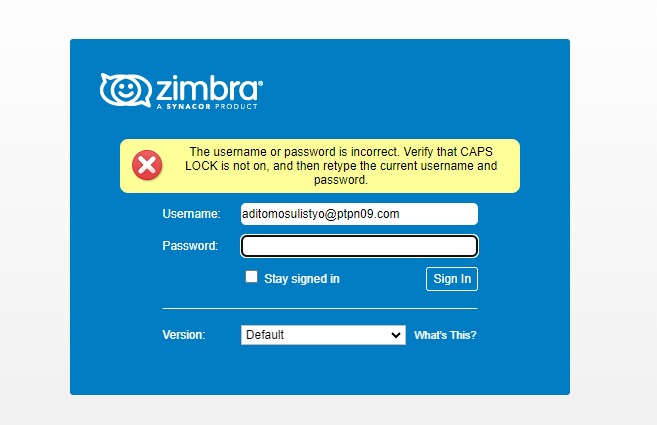 zimbra®
A SYNACOR PRODUCT
The username or password is incorrect. Verify that CAPS
LOCK is not on, and then retype the current username and
password.
Username: aditomosulistyo@ptpn09.com
Password:
Stay signed in Sign In
Version: Default What's This?